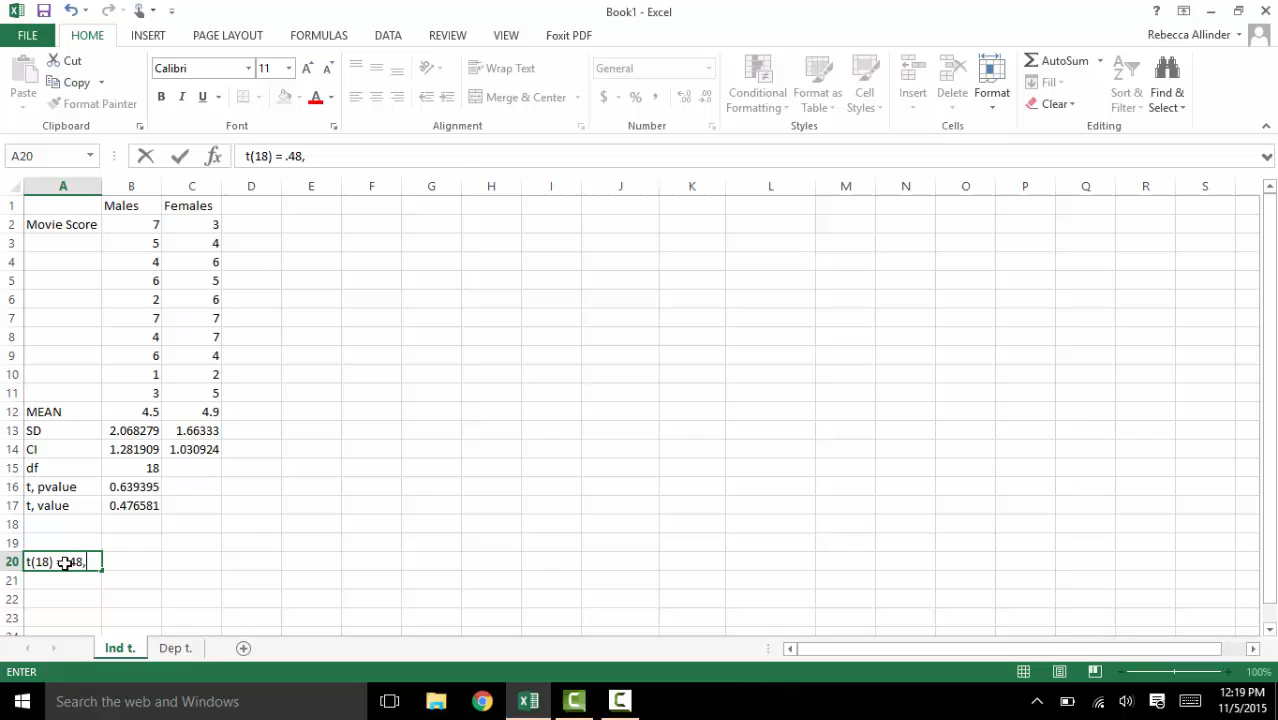 Book1 - Excel
?
FILE HOME INSERT PAGE LAYOUT FORMULAS DATA REVIEW VIEW Foxit PDF Rebecca Allinder
Paste
Cut
Copy
Format Painter
Clipboard
Calibri 11 A A
B I U A
Font
Wrap Text
Merge & Center
Alignment
General
$ % , .0 .00
Number
Conditional Formatting
Format as Table
Cell Styles
Styles
Insert
Delete
Format
Cells
AutoSum
Fill
Clear
Sort & Filter
Find & Select
Editing
A20 fx t(18) = .48,
A B C D E F G H I J K L M N O P Q R S
1 Males Females
2 Movie Score 7 3
3 5 4
4 4 6
5 6 5
6 2 6
7 7 7
8 4 7
9 6 4
10 1 2
11 3 5
12 MEAN 4.5 4.9
13 SD 2.068279 1.66333
14 CI 1.281909 1.030924
15 df 18
16 t, pvalue 0.639395
17 t, value 0.476581
18
19
20 t(18) = .48,
21
22
23
24
Ind t. Dep t.
ENTER 100%
Search the web and Windows
12:19 PM
11/5/2015